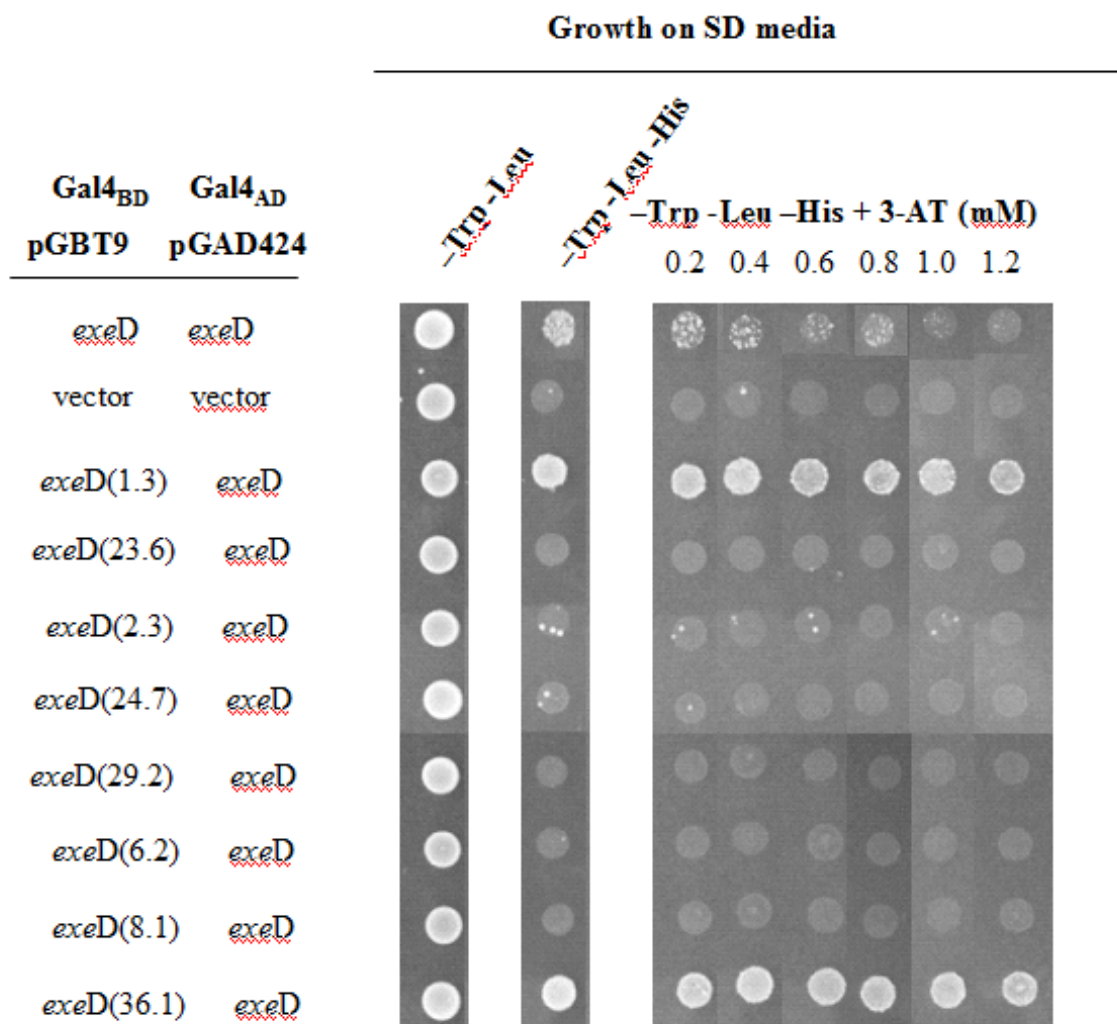 Growth on SD media
–Trp -Leu
–Trp -Leu -His
Gal4BD Gal4AD
pGBT9 pGAD424
–Trp -Leu –His + 3-AT (mM)
0.2 0.4 0.6 0.8 1.0 1.2
exeD exeD
vector vector
exeD(1.3) exeD
exeD(23.6) exeD
exeD(2.3) exeD
exeD(24.7) exeD
exeD(29.2) exeD
exeD(6.2) exeD
exeD(8.1) exeD
exeD(36.1) exeD